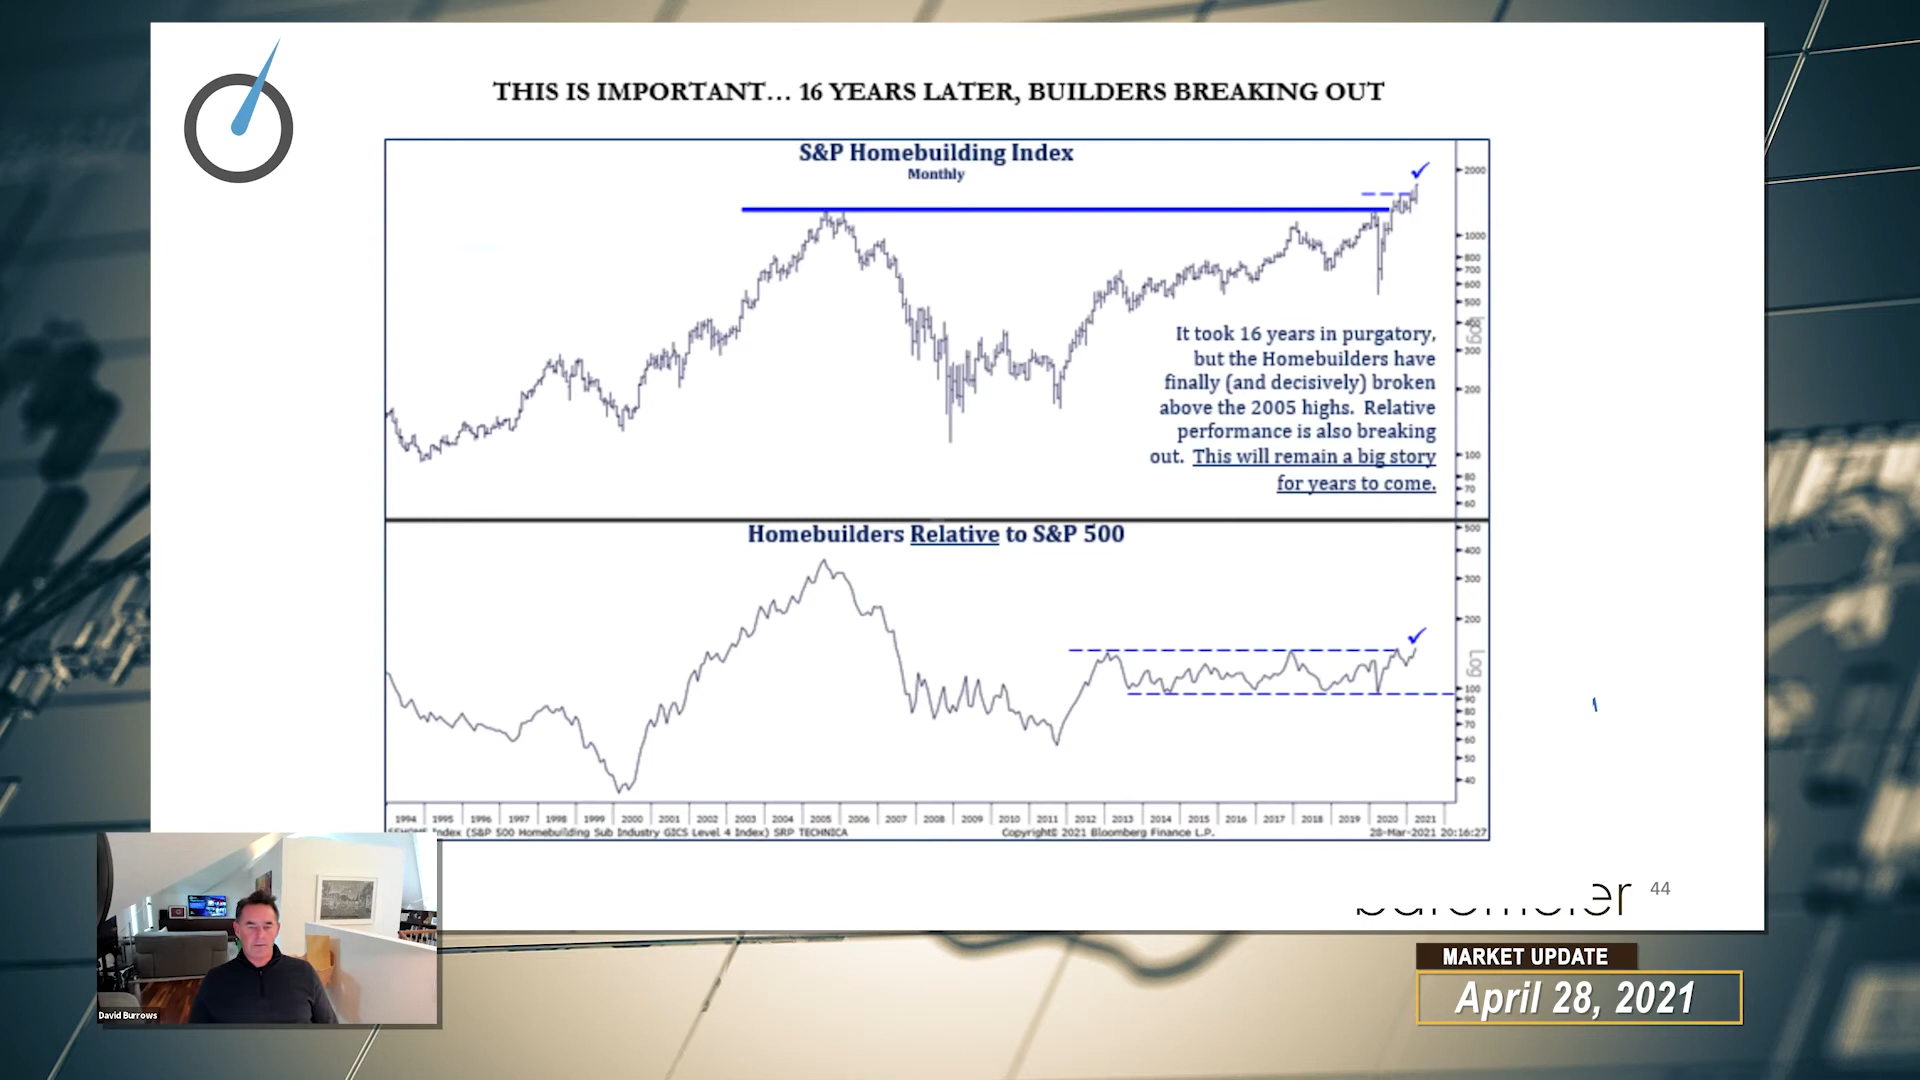 THIS IS IMPORTANT… 16 YEARS LATER, BUILDERS BREAKING OUT
S&P Homebuilding Index
Monthly
2000
1000
800
700
600
500
400
300
200
100
80
70
60
Log
It took 16 years in purgatory,
but the Homebuilders have
finally (and decisively) broken
above the 2005 highs. Relative
performance is also breaking
out. This will remain a big story
for years to come.
Homebuilders Relative to S&P 500
500
400
300
200
100
90
80
70
60
50
40
Log
1994 1995 1996 1997 1998 1999 2000 2001 2002 2003 2004 2005 2006 2007 2008 2009 2010 2011 2012 2013 2014 2015 2016 2017 2018 2019 2020 2021
Index (S&P 500 Homebuilding Sub Industry GICS Level 4 Index) SRP TECHNICA
Copyright© 2021 Bloomberg Finance L.P.
28-Mar-2021 20:16:27
44
David Burrows
MARKET UPDATE
April 28, 2021